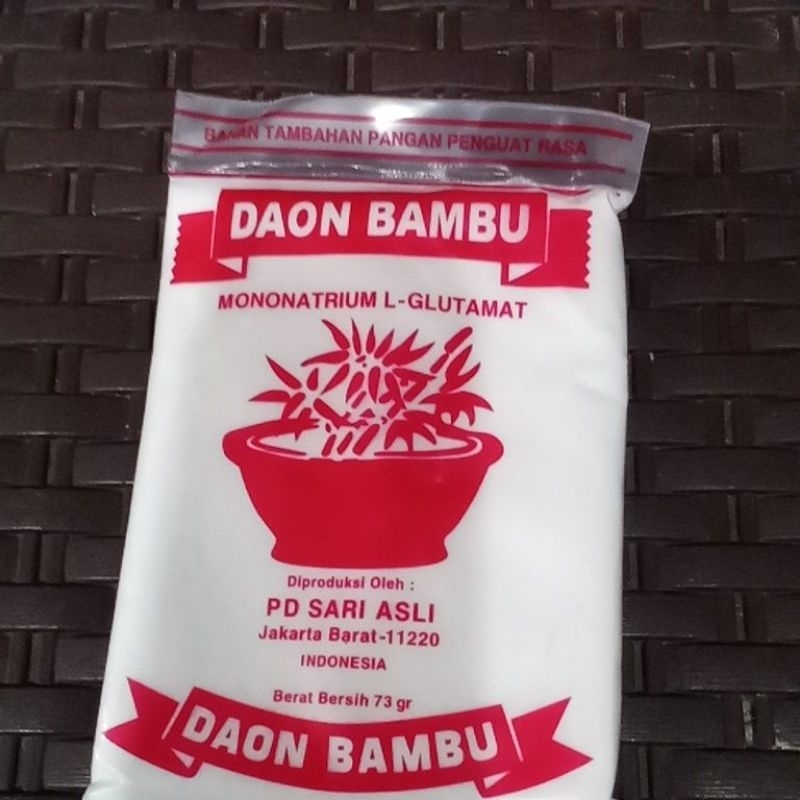 BAHAN TAMBAHAN PANGAN PENGUAT RASA
DAON BAMBU
MONONATRIUM L-GLUTAMAT
Diproduksi Oleh :
PD SARI ASLI
Jakarta Barat-11220
INDONESIA
Berat Bersih 73 gr
DAON BAMBU